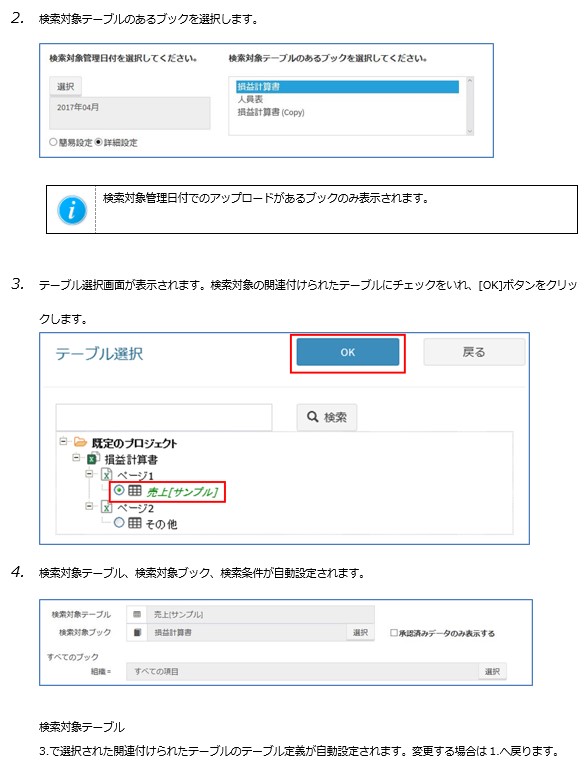 2. 検索対象テーブルのあるブックを選択します。
検索対象管理日付を選択してください。
選択
2017年04月
簡易設定 詳細設定
検索対象テーブルのあるブックを選択してください。
損益計算書
人員表
損益計算書 (Copy)
検索対象管理日付でのアップロードがあるブックのみ表示されます。
3. テーブル選択画面が表示されます。検索対象の関連付けられたテーブルにチェックをいれ、[OK]ボタンをクリッ
クします。
テーブル選択
OK
戻る
検索
既定のプロジェクト
損益計算書
ページ1
売上[サンプル]
ページ2
その他
4. 検索対象テーブル、検索対象ブック、検索条件が自動設定されます。
検索対象テーブル 売上[サンプル]
検索対象ブック 損益計算書 選択 承認済みデータのみ表示する
すべてのブック
組織= すべての項目 選択
検索対象テーブル
3.で選択された関連付けられたテーブルのテーブル定義が自動設定されます。変更する場合は 1.へ戻ります。